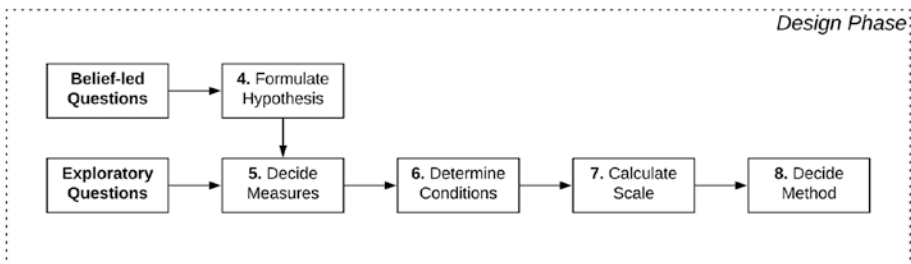 Design Phase
Belief-led
Questions
4. Formulate
Hypothesis
Exploratory
Questions
5. Decide
Measures
6. Determine
Conditions
7. Calculate
Scale
8. Decide
Method